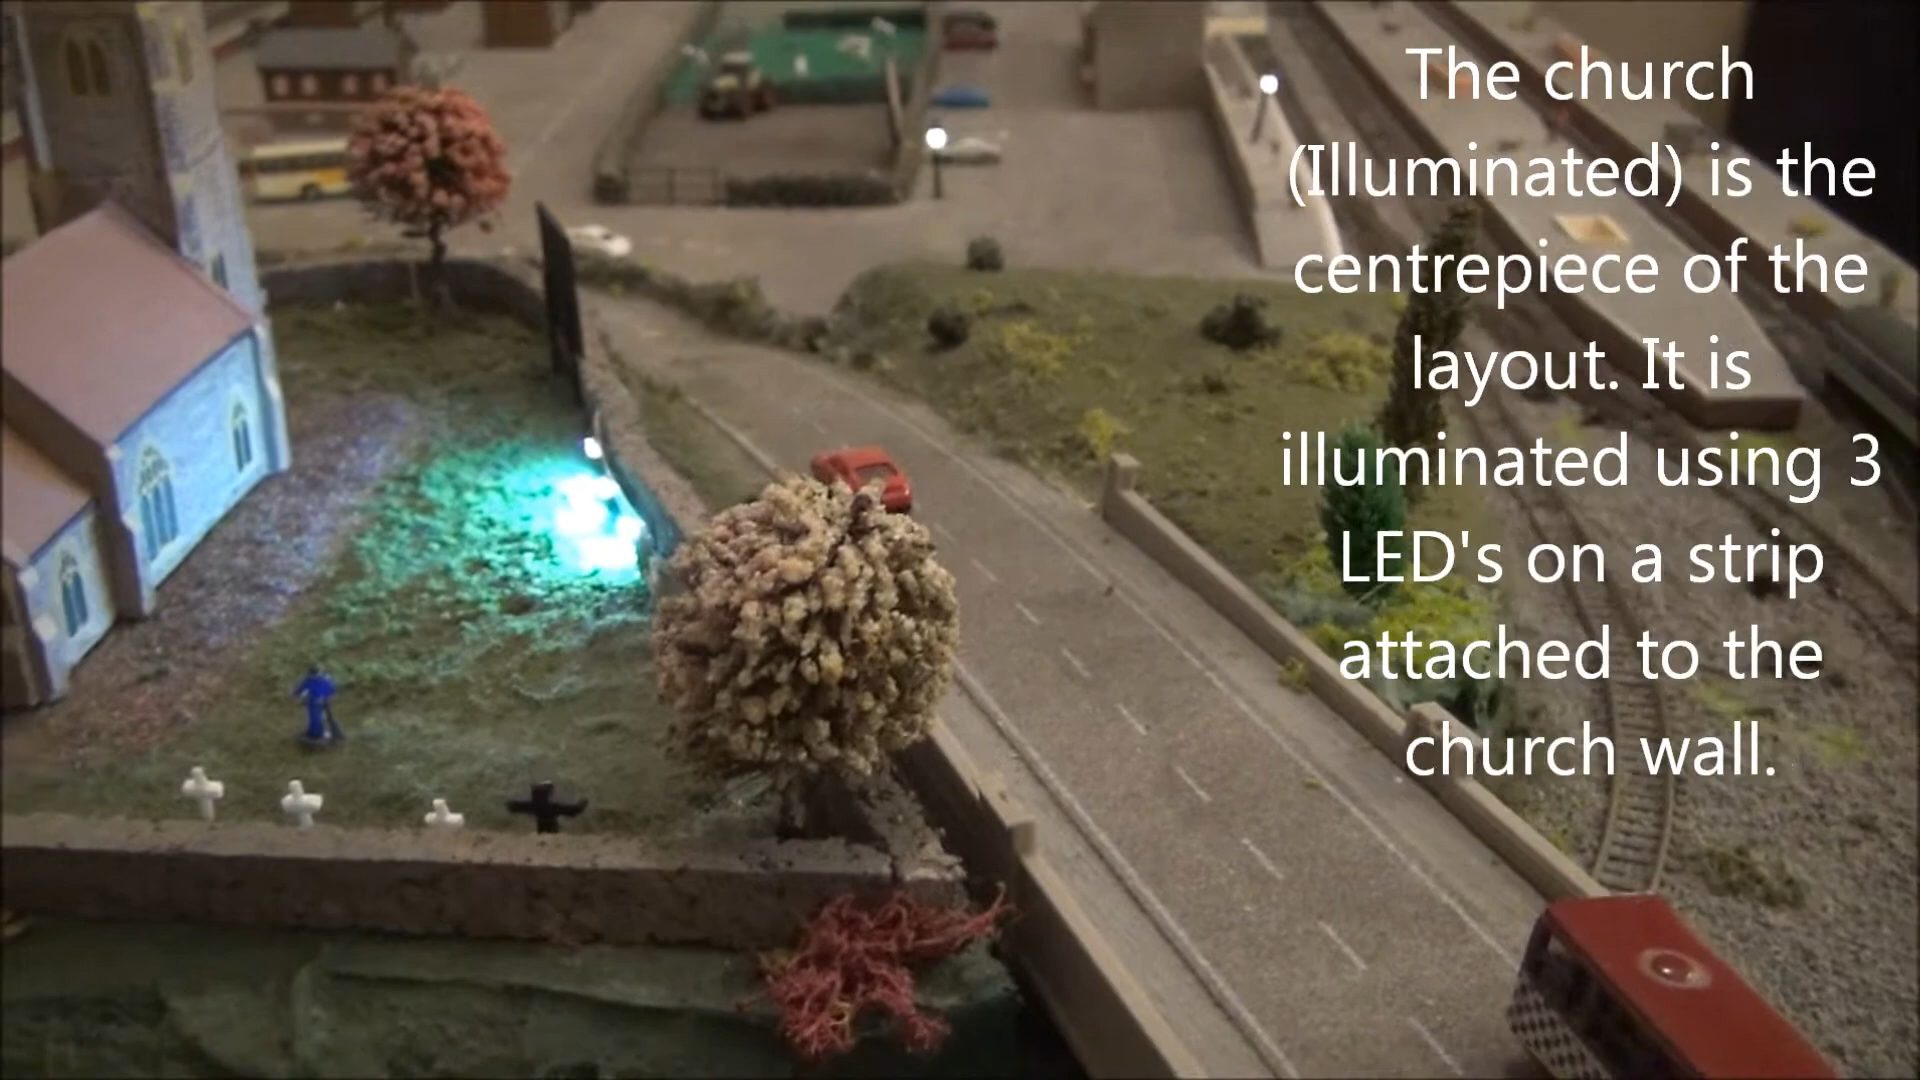 The church
(Illuminated) is the
centrepiece of the
layout. It is
illuminated using 3
LED's on a strip
attached to the
church wall.